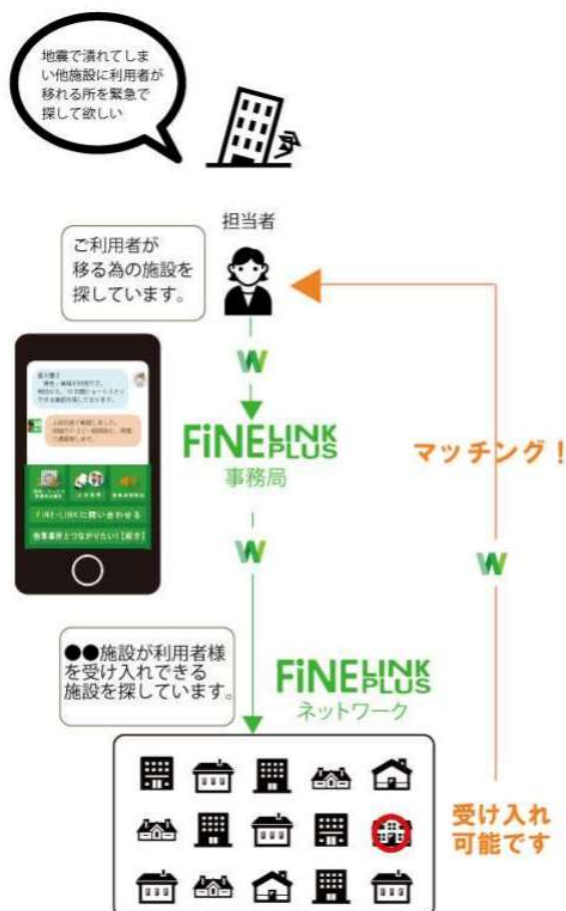 地震で潰れてしま
い他施設に利用者が
移れる所を緊急で
探して欲しい
担当者
ご利用者が
移る為の施設を
探しています。
W
FiNELINK
PLUS
事務局
マッチング！
FiNE-LINKに問い合わせる
W
W
●●施設が利用者様
を受け入れできる
施設を探しています。
FiNELINK
PLUS
ネットワーク
受け入れ
可能です